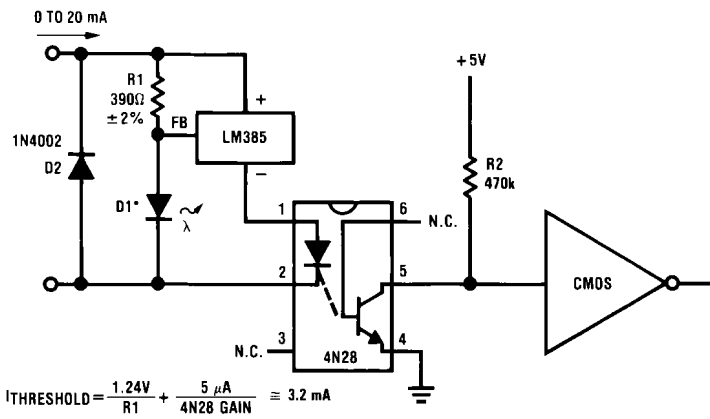 0 TO 20 mA
+5V
R1
390Ω
±2%
FB
+
LM385
−
1N4002
D2
D1*
λ
R2
470k
1
6
N.C.
2
5
CMOS
3
4
N.C.
4N28
ITHRESHOLD = 1.24V / R1 + 5 μA / 4N28 GAIN ≅ 3.2 mA